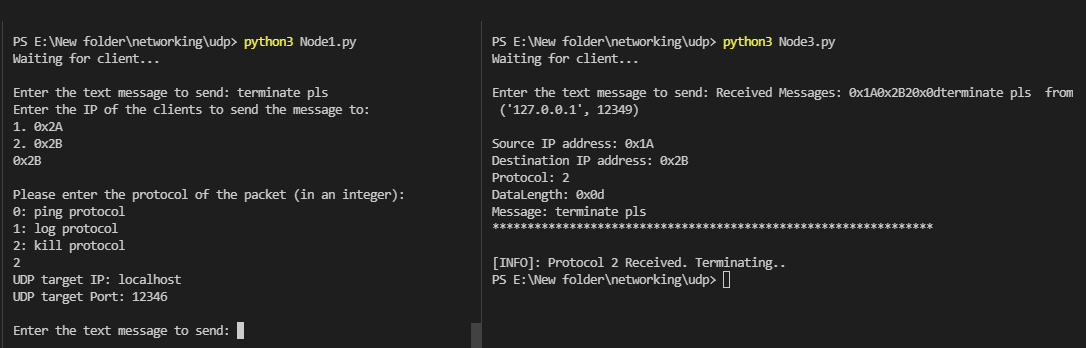 PS E:\New folder\networking\udp> python3 Node1.py
Waiting for client...
Enter the text message to send: terminate pls
Enter the IP of the clients to send the message to:
1. 0x2A
2. 0x2B
0x2B
Please enter the protocol of the packet (in an integer):
0: ping protocol
1: log protocol
2: kill protocol
2
UDP target IP: localhost
UDP target Port: 12346
Enter the text message to send:
PS E:\New folder\networking\udp> python3 Node3.py
Waiting for client...
Enter the text message to send: Received Messages: 0x1A0x2B20x0dterminate pls  from
('127.0.0.1', 12349)
Source IP address: 0x1A
Destination IP address: 0x2B
Protocol: 2
DataLength: 0x0d
Message: terminate pls
***************************************************************
[INFO]: Protocol 2 Received. Terminating..
PS E:\New folder\networking\udp>